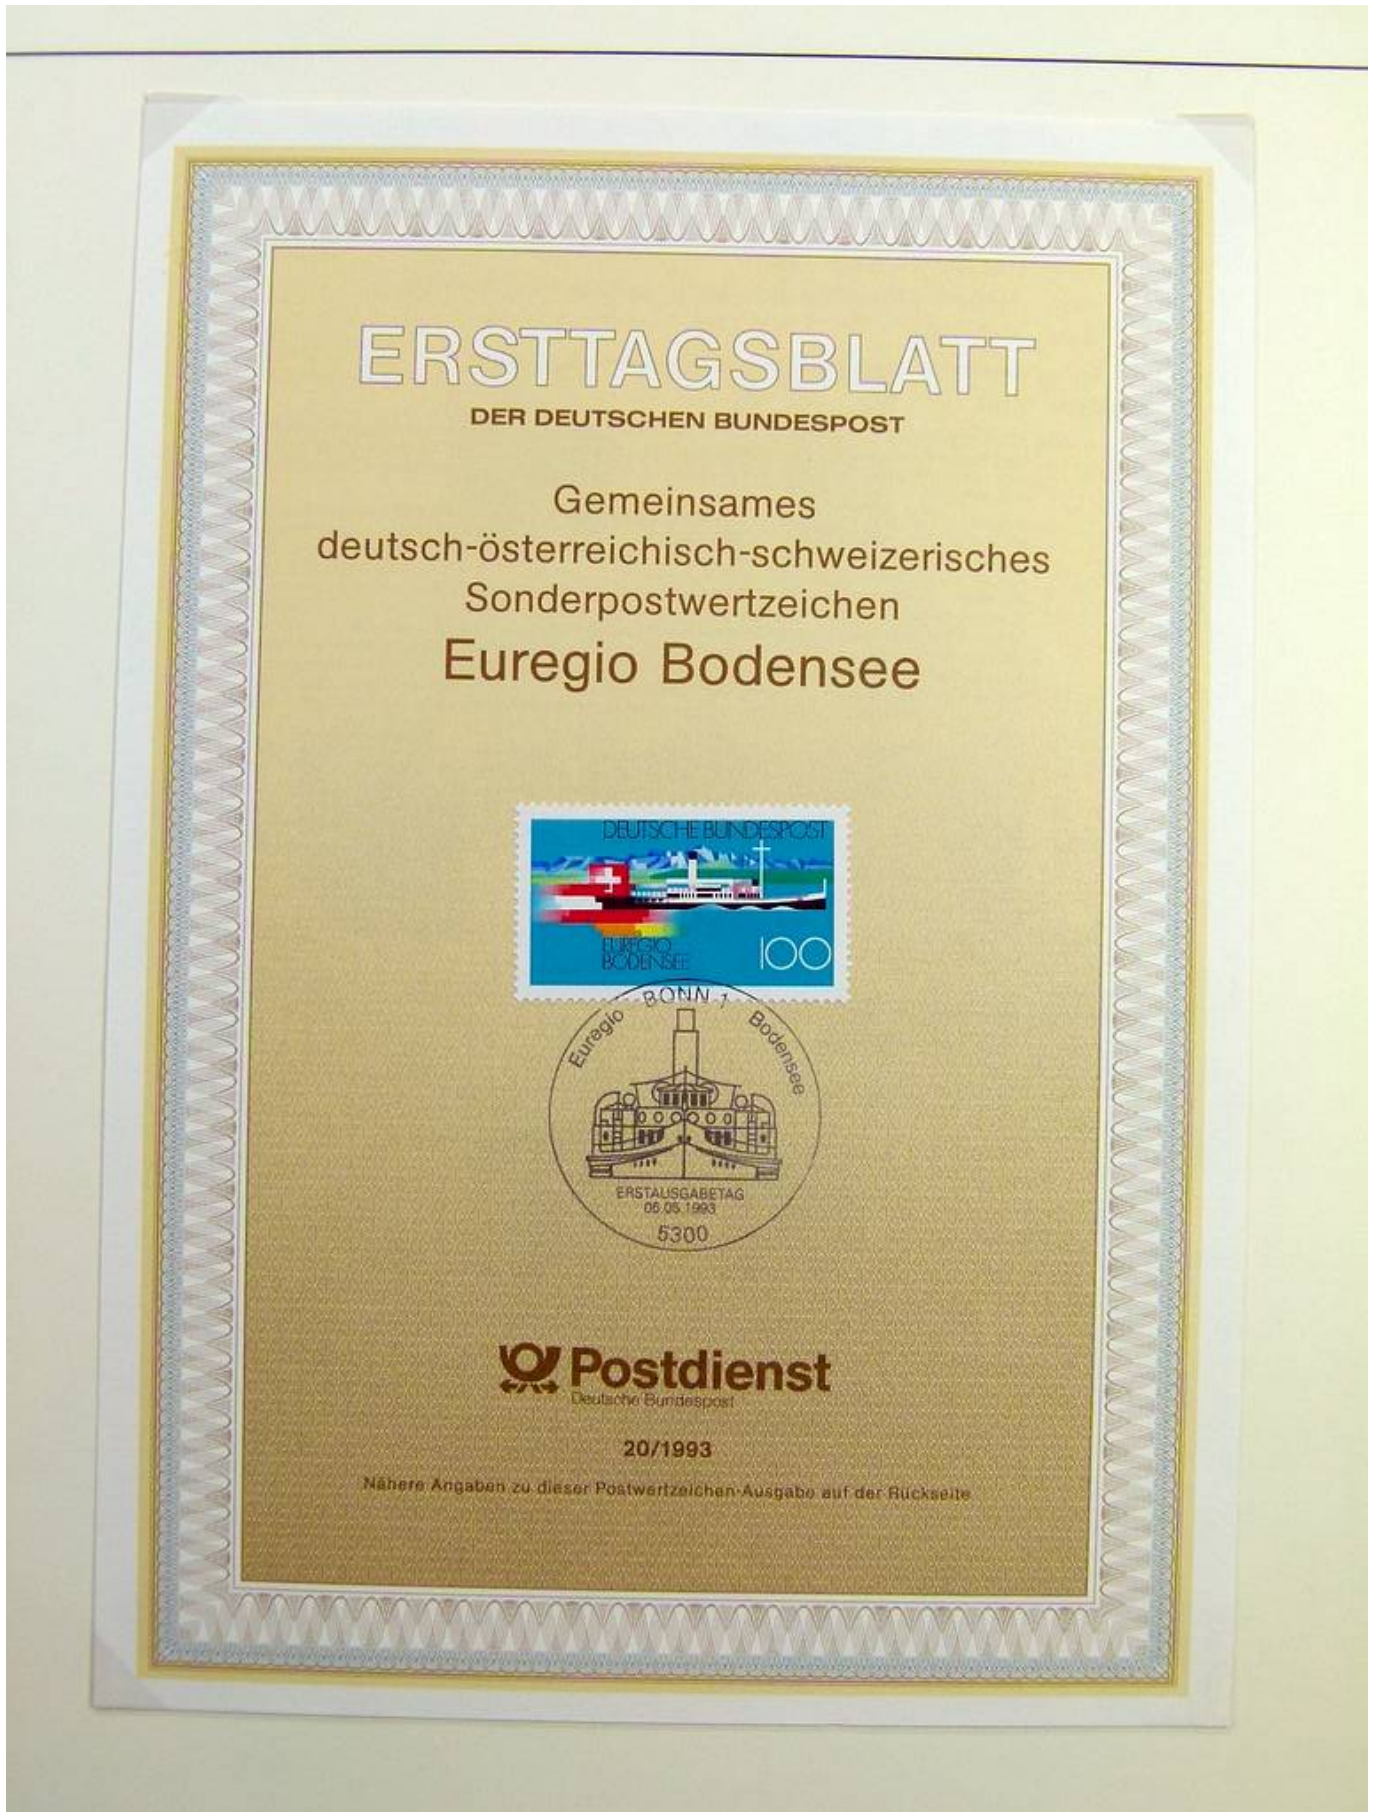 ERSTTAGSBLATT
DER DEUTSCHEN BUNDESPOST
Gemeinsames
deutsch-österreichisch-schweizerisches
Sonderpostwertzeichen
Euregio Bodensee
DEUTSCHE BUNDESPOST
EUREGIO
BODENSEE
100
BONN 1
Euregio Bodensee
ERSTAUSGABETAG
05.05.1993
5300
Postdienst
Deutsche Bundespost
20/1993
Nähere Angaben zu dieser Postwertzeichen-Ausgabe auf der Rückseite